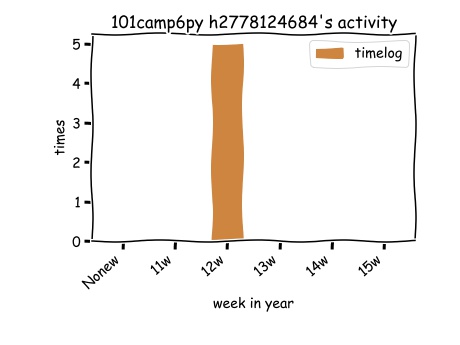 101camp6py h2778124684's activity
timelog
times
5
4
3
2
1
0
Nonew
11w
12w
13w
14w
15w
week in year